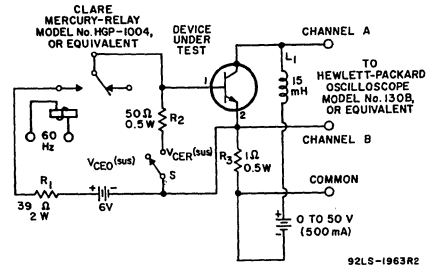 CLARE
MERCURY-RELAY
MODEL No. HGP-1004,
OR EQUIVALENT
DEVICE
UNDER
TEST
CHANNEL A
1
2
L1
15
mH
TO
HEWLETT-PACKARD
OSCILLOSCOPE
MODEL No. 130B,
OR EQUIVALENT
60
Hz
50 Ω
0.5 W
R2
VCER(sus)
VCEO(sus)
S
CHANNEL B
R3
1Ω
0.5W
COMMON
R1
39
Ω
2 W
+ -
6V
+
-
0 TO 50 V
(500 mA)
92LS-1963R2